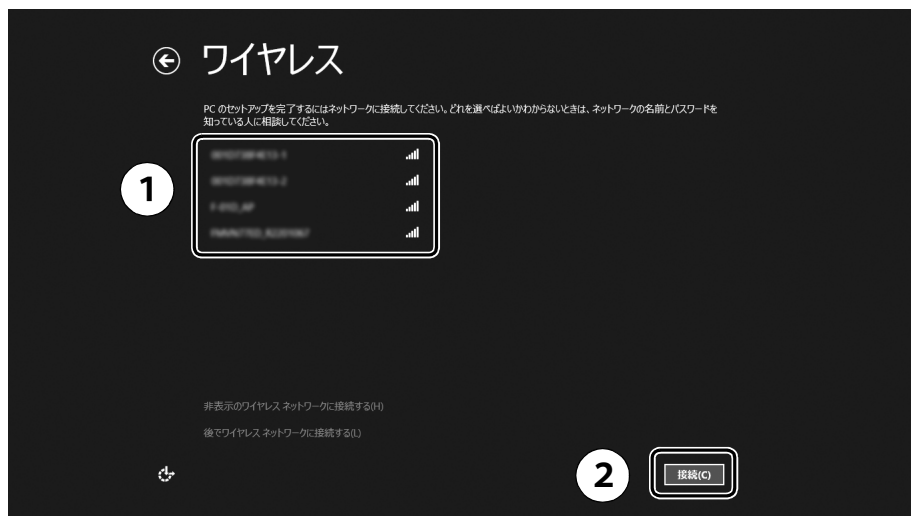 ワイヤレス
PC のセットアップを完了するにはネットワークに接続してください。どれを選べばよいかわからないときは、ネットワークの名前とパスワードを
知っている人に相談してください。
1
非表示のワイヤレス ネットワークに接続する(H)
後でワイヤレス ネットワークに接続する(L)
2
接続(C)